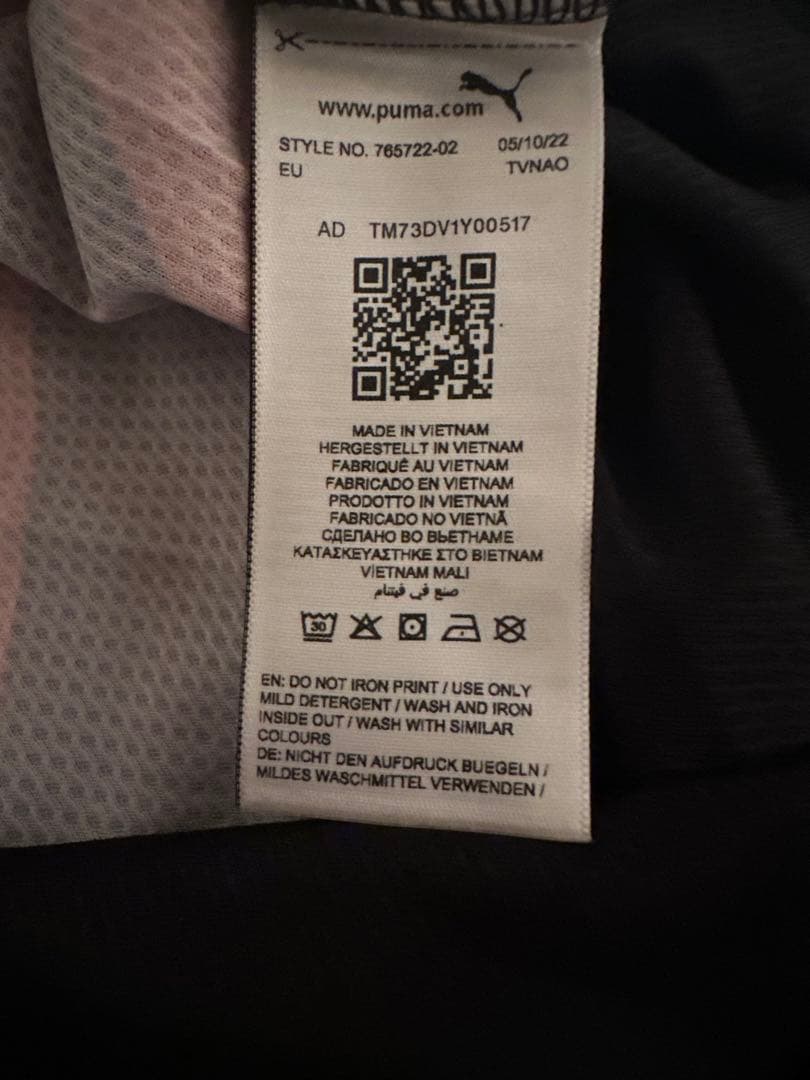 www.puma.com
STYLE NO. 765722-02 05/10/22
EU TVNAO
AD TM73DV1Y00517
MADE IN VIETNAM
HERGESTELLT IN VIETNAM
FABRIQUÊ AU VIETNAM
FABRICADO EN VIETNAM
PRODOTTO IN VIETNAM
FABRICADO NO VIETNÃ
СДЕЛАНО ВО ВЬЕТНАМЕ
ΚΑΤΑΣΚΕΥΑΣΤΗΚΕ ΣΤΟ ΒΙΕΤΝΑΜ
VİETNAM MALI
صنع في فيتنام
30
EN: DO NOT IRON PRINT / USE ONLY
MILD DETERGENT / WASH AND IRON
INSIDE OUT / WASH WITH SIMILAR
COLOURS
DE: NICHT DEN AUFDRUCK BUEGELN /
MILDES WASCHMITTEL VERWENDEN /